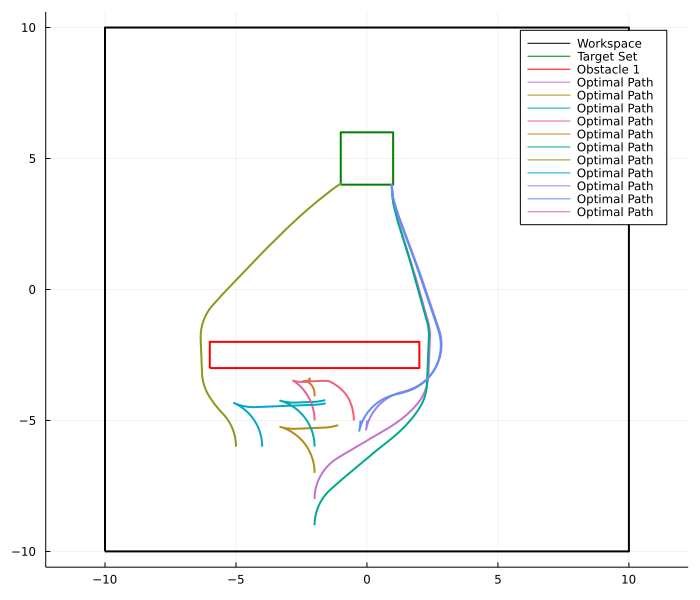 10
5
0
−5
−10
−10
−5
0
5
10
Workspace
Target Set
Obstacle 1
Optimal Path
Optimal Path
Optimal Path
Optimal Path
Optimal Path
Optimal Path
Optimal Path
Optimal Path
Optimal Path
Optimal Path
Optimal Path